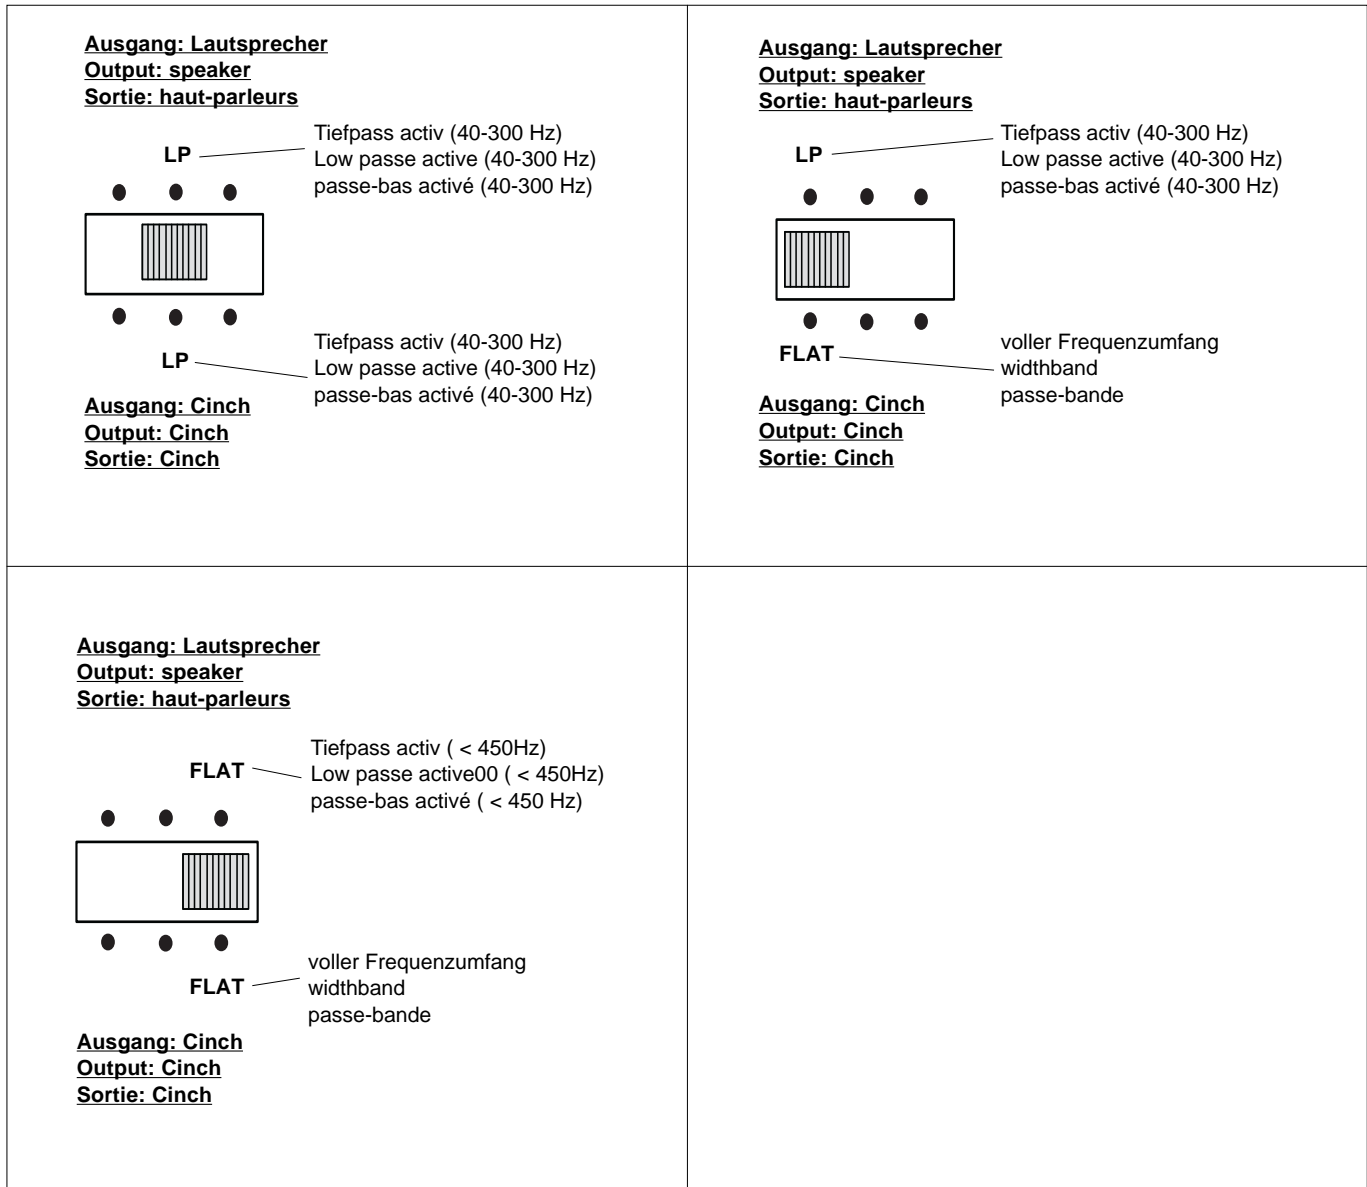 Ausgang: Lautsprecher
Output: speaker
Sortie: haut-parleurs
LP
Tiefpass activ (40-300 Hz)
Low passe active (40-300 Hz)
passe-bas activé (40-300 Hz)
LP
Tiefpass activ (40-300 Hz)
Low passe active (40-300 Hz)
passe-bas activé (40-300 Hz)
Ausgang: Cinch
Output: Cinch
Sortie: Cinch
Ausgang: Lautsprecher
Output: speaker
Sortie: haut-parleurs
LP
Tiefpass activ (40-300 Hz)
Low passe active (40-300 Hz)
passe-bas activé (40-300 Hz)
FLAT
voller Frequenzumfang
widthband
passe-bande
Ausgang: Cinch
Output: Cinch
Sortie: Cinch
Ausgang: Lautsprecher
Output: speaker
Sortie: haut-parleurs
FLAT
Tiefpass activ ( < 450Hz)
Low passe active00 ( < 450Hz)
passe-bas activé ( < 450 Hz)
FLAT
voller Frequenzumfang
widthband
passe-bande
Ausgang: Cinch
Output: Cinch
Sortie: Cinch